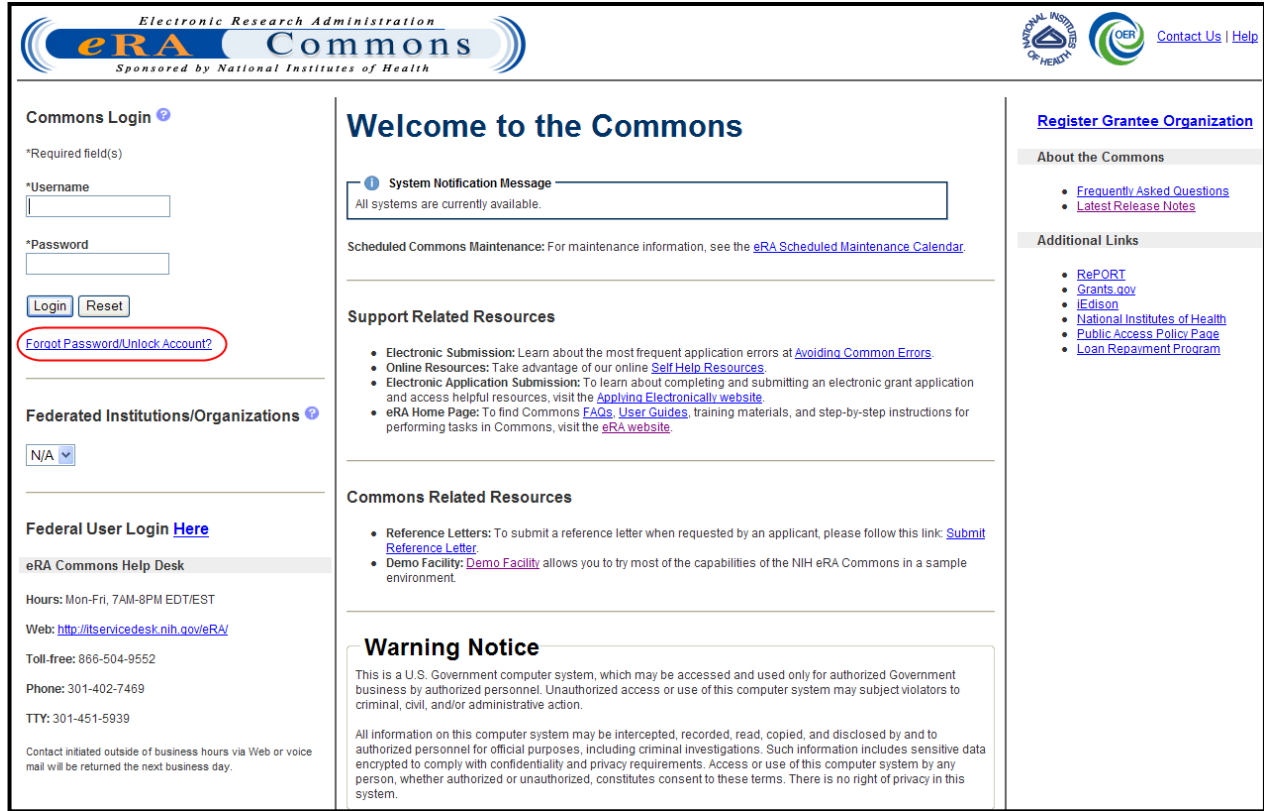 Electronic Research Administration
eRA Commons
Sponsored by National Institutes of Health
NATIONAL INSTITUTES OF HEALTH
OER
Contact Us | Help
Commons Login ?
*Required field(s)
*Username
*Password
Login Reset
Forgot Password/Unlock Account?
Federated Institutions/Organizations ?
N/A
Federal User Login Here
eRA Commons Help Desk
Hours: Mon-Fri, 7AM-8PM EDT/EST
Web: http://itservicedesk.nih.gov/eRA/
Toll-free: 866-504-9552
Phone: 301-402-7469
TTY: 301-451-5939
Contact initiated outside of business hours via Web or voice
mail will be returned the next business day.
Welcome to the Commons
i System Notification Message
All systems are currently available.
Scheduled Commons Maintenance: For maintenance information, see the eRA Scheduled Maintenance Calendar.
Support Related Resources
• Electronic Submission: Learn about the most frequent application errors at Avoiding Common Errors.
• Online Resources: Take advantage of our online Self Help Resources.
• Electronic Application Submission: To learn about completing and submitting an electronic grant application
and access helpful resources, visit the Applying Electronically website.
• eRA Home Page: To find Commons FAQs, User Guides, training materials, and step-by-step instructions for
performing tasks in Commons, visit the eRA website.
Commons Related Resources
• Reference Letters: To submit a reference letter when requested by an applicant, please follow this link: Submit
Reference Letter.
• Demo Facility: Demo Facility allows you to try most of the capabilities of the NIH eRA Commons in a sample
environment.
Warning Notice
This is a U.S. Government computer system, which may be accessed and used only for authorized Government
business by authorized personnel. Unauthorized access or use of this computer system may subject violators to
criminal, civil, and/or administrative action.
All information on this computer system may be intercepted, recorded, read, copied, and disclosed by and to
authorized personnel for official purposes, including criminal investigations. Such information includes sensitive data
encrypted to comply with confidentiality and privacy requirements. Access or use of this computer system by any
person, whether authorized or unauthorized, constitutes consent to these terms. There is no right of privacy in this
system.
Register Grantee Organization
About the Commons
• Frequently Asked Questions
• Latest Release Notes
Additional Links
• RePORT
• Grants.gov
• iEdison
• National Institutes of Health
• Public Access Policy Page
• Loan Repayment Program